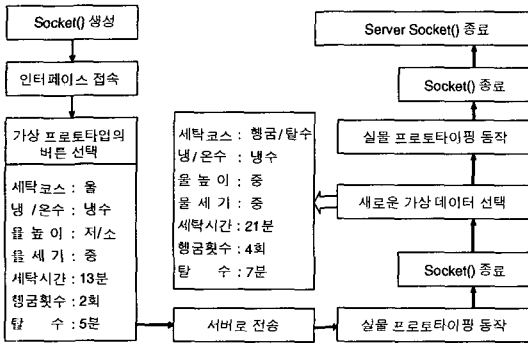 Socket() 생성
인터페이스 접속
가상 프로토타업의
버튼 선택
세탁코스 : 울
냉 /온수 : 냉수
물 높 이 : 저/소
물 세 기 : 중
세탁시간 : 13분
헹굼횟수 : 2회
탈 수 : 5분
서버로 전송
실물 프로토타이핑 동작
Socket() 종료
새로운 가상 데이터 선택
세탁코스 : 헹굼/탈수
냉/온수 : 냉수
물 높 이 : 중
물 세 기 : 중
세탁시간 : 21분
헹굼횟수 : 4회
탈 수 : 7분
실물 프로토타이핑 동작
Socket() 종료
Server Socket() 종료